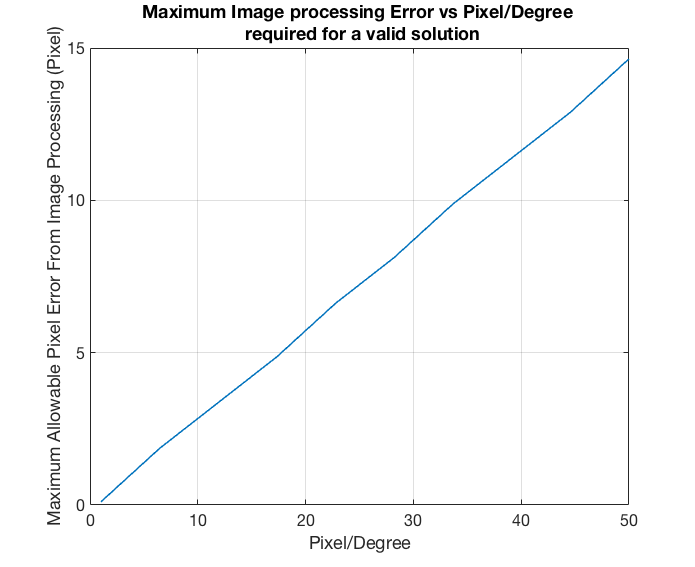 Maximum Image processing Error vs Pixel/Degree
required for a valid solution
Maximum Allowable Pixel Error From Image Processing (Pixel)
15
10
5
0
0 10 20 30 40 50
Pixel/Degree